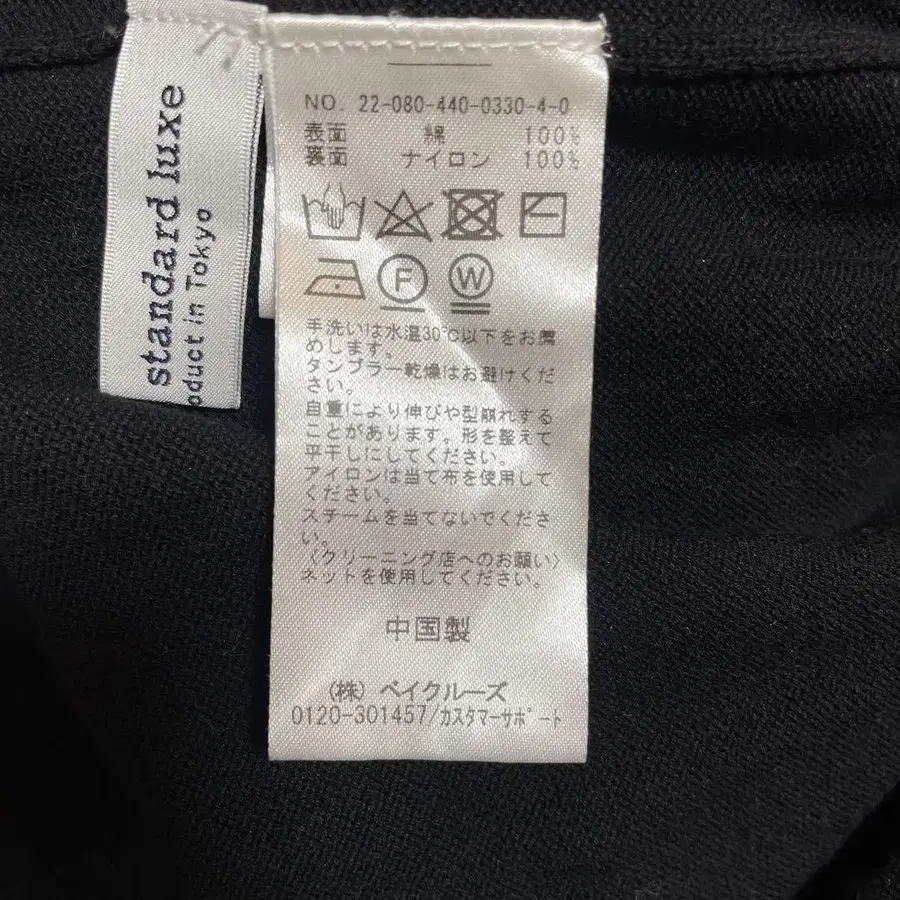 standard luxe
oduct in Tokyo
NO. 22-080-440-0330-4-0
表面 綿 100%
裏面 ナイロン 100%
F W
手洗いは水温30℃以下をお薦
めします。
タンブラー乾燥はお避けくだ
さい。
自重により伸びや型崩れする
ことがあります。形を整えて
平干しにしてください。
アイロンは当て布を使用して
ください。
スチームを当てないでくださ
い。
〈クリーニング店へのお願い〉
ネットを使用してください。
中国製
(株) ベイクルーズ
0120-301457/カスタマーサポート